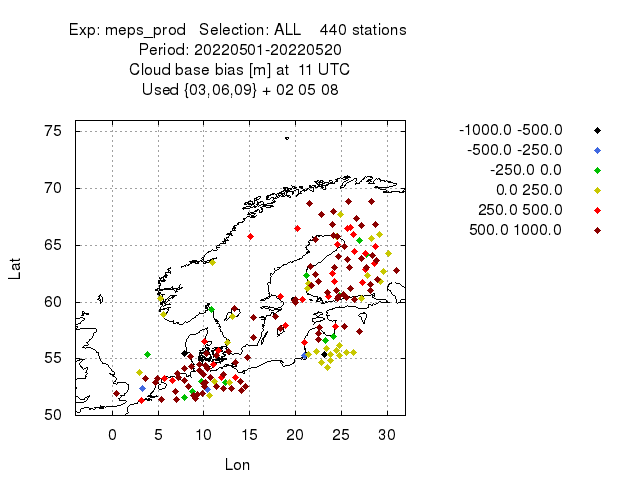 Exp: meps_prod   Selection: ALL    440 stations
Period: 20220501-20220520
Cloud base bias [m] at  11 UTC
Used {03,06,09} + 02 05 08
75
70
65
60
55
50
Lat
0 5 10 15 20 25 30
Lon
-1000.0 -500.0
-500.0 -250.0
-250.0 0.0
0.0 250.0
250.0 500.0
500.0 1000.0